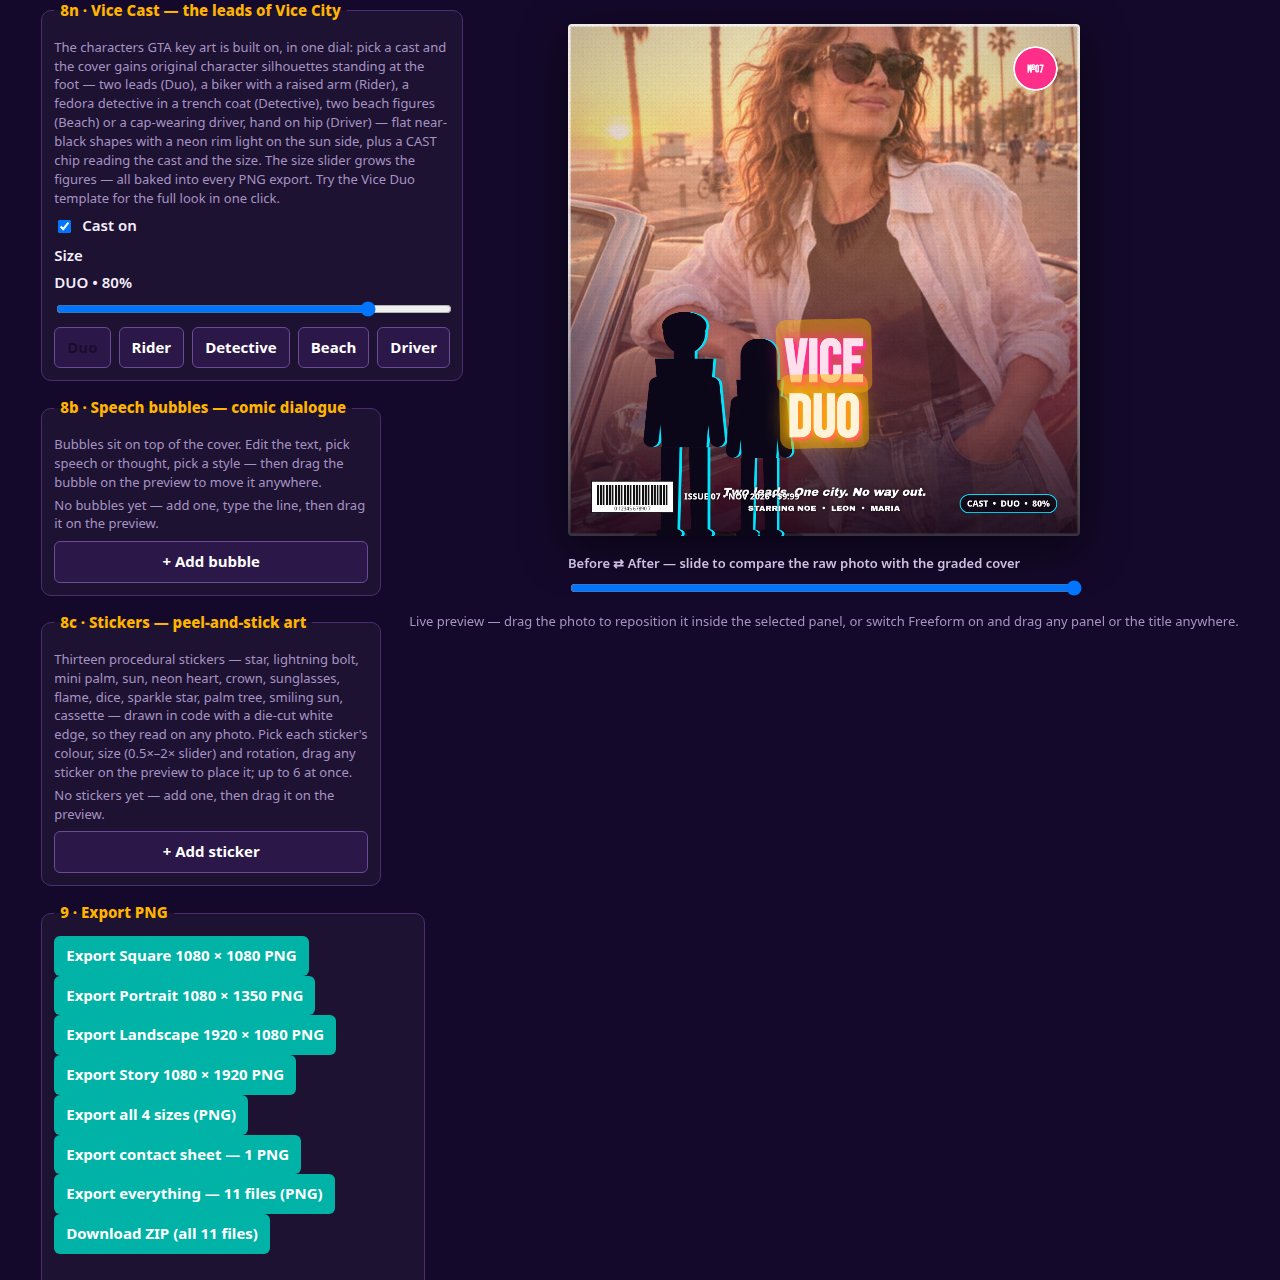 8n · Vice Cast — the leads of Vice City
The characters GTA key art is built on, in one dial: pick a cast and
the cover gains original character silhouettes standing at the
foot — two leads (Duo), a biker with a raised arm (Rider), a
fedora detective in a trench coat (Detective), two beach figures
(Beach) or a cap-wearing driver, hand on hip (Driver) — flat near-
black shapes with a neon rim light on the sun side, plus a CAST
chip reading the cast and the size. The size slider grows the
figures — all baked into every PNG export. Try the Vice Duo
template for the full look in one click.
Cast on
Size
DUO • 80%
Duo
Rider
Detective
Beach
Driver
8b · Speech bubbles — comic dialogue
Bubbles sit on top of the cover. Edit the text, pick
speech or thought, pick a style — then drag the
bubble on the preview to move it anywhere.
No bubbles yet — add one, type the line, then drag
it on the preview.
+ Add bubble
8c · Stickers — peel-and-stick art
Thirteen procedural stickers — star, lightning bolt,
mini palm, sun, neon heart, crown, sunglasses,
flame, dice, sparkle star, palm tree, smiling sun,
cassette — drawn in code with a die-cut white
edge, so they read on any photo. Pick each sticker's
colour, size (0.5×–2× slider) and rotation, drag any
sticker on the preview to place it; up to 6 at once.
No stickers yet — add one, then drag it on the
preview.
+ Add sticker
9 · Export PNG
Export Square 1080 × 1080 PNG
Export Portrait 1080 × 1350 PNG
Export Landscape 1920 × 1080 PNG
Export Story 1080 × 1920 PNG
Export all 4 sizes (PNG)
Export contact sheet — 1 PNG
Export everything — 11 files (PNG)
Download ZIP (all 11 files)
Nº07
VICE
DUO
ISSUE 07 • NOV 2026 • $9.99
Two leads. One city. No way out.
STARRING NOE • LEON • MARIA
CAST • DUO • 80%
Before ⇄ After — slide to compare the raw photo with the graded cover
Live preview — drag the photo to reposition it inside the selected panel, or switch Freeform on and drag any panel or the title anywhere.